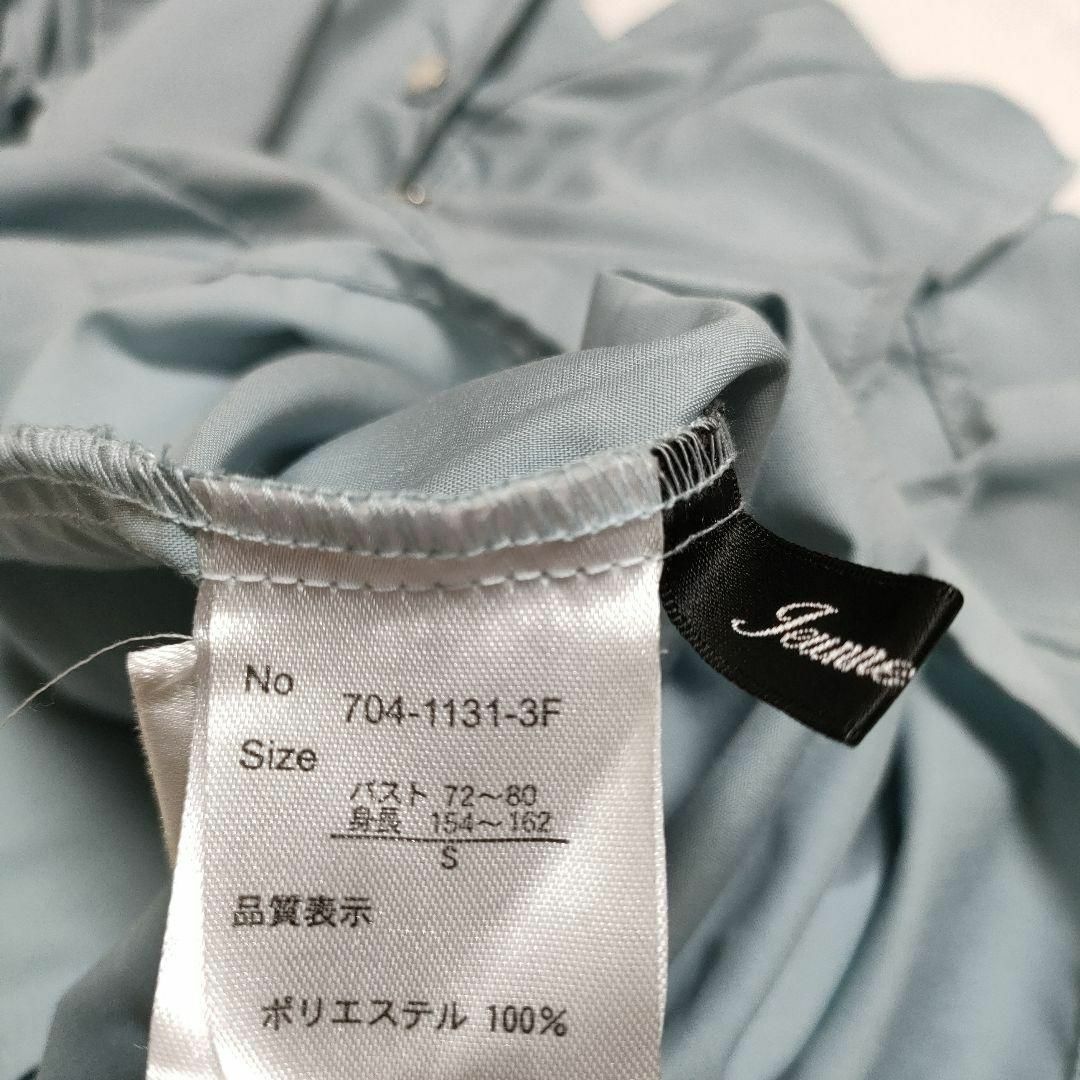 No
704-1131-3F
Size
バスト 72〜80
身長 154〜162
S
品質表示
ポリエステル 100%